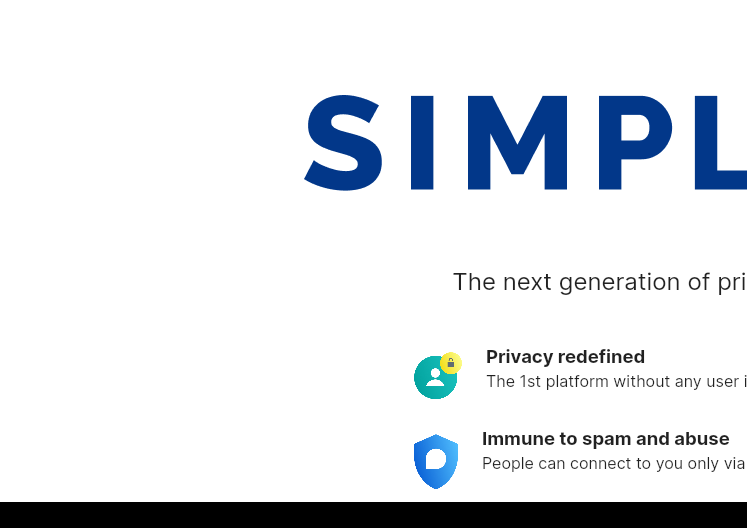 SIMPL
The next generation of pri
Privacy redefined
The 1st platform without any user i
Immune to spam and abuse
People can connect to you only via